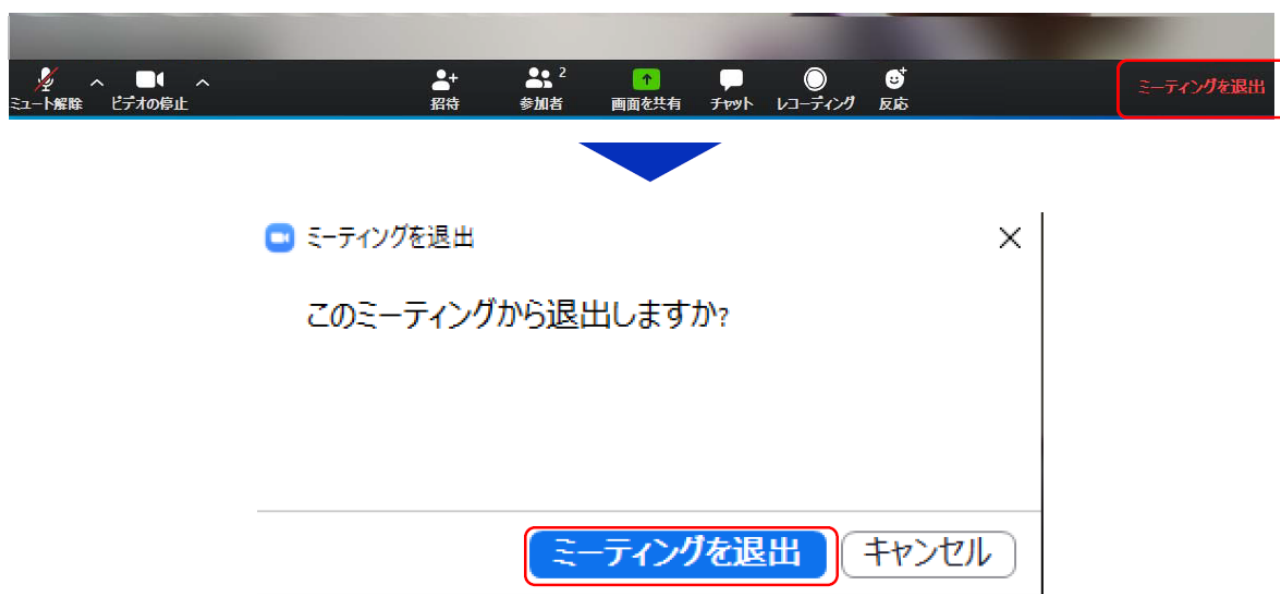 2
ミュート解除 ビデオの停止 招待 参加者 画面を共有 チャット レコーディング 反応 ミーティングを退出
ミーティングを退出
このミーティングから退出しますか?
ミーティングを退出 キャンセル